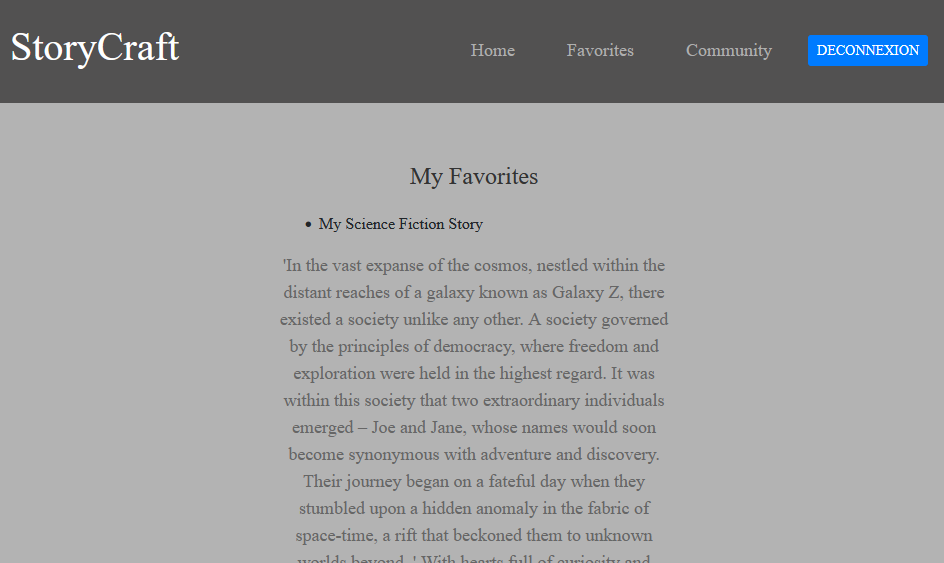 StoryCraft
Home Favorites Community DECONNEXION
My Favorites
• My Science Fiction Story
'In the vast expanse of the cosmos, nestled within the
distant reaches of a galaxy known as Galaxy Z, there
existed a society unlike any other. A society governed
by the principles of democracy, where freedom and
exploration were held in the highest regard. It was
within this society that two extraordinary individuals
emerged – Joe and Jane, whose names would soon
become synonymous with adventure and discovery.
Their journey began on a fateful day when they
stumbled upon a hidden anomaly in the fabric of
space-time, a rift that beckoned them to unknown
worlds beyond. ' With hearts full of curiosity and